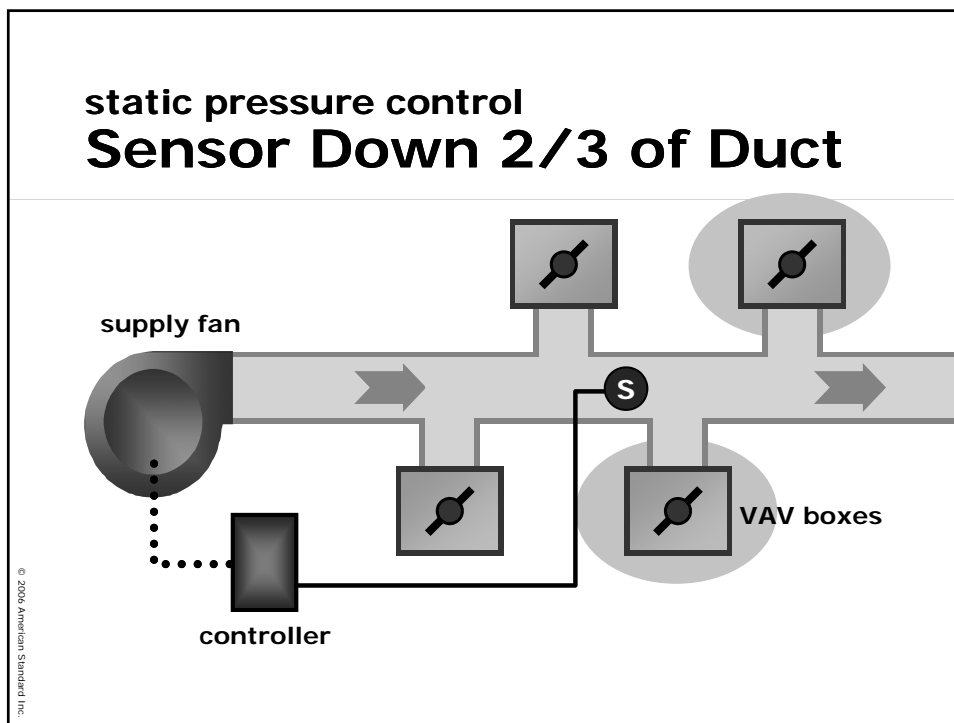 static pressure control
Sensor Down 2/3 of Duct
supply fan
S
VAV boxes
controller
© 2006 American Standard Inc.